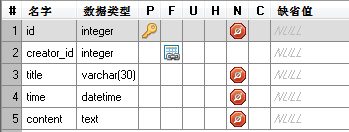 # 名字 数据类型 P F U H N C 缺省值
1 id integer NULL
2 creator_id integer NULL
3 title varchar(30) NULL
4 time datetime NULL
5 content text NULL